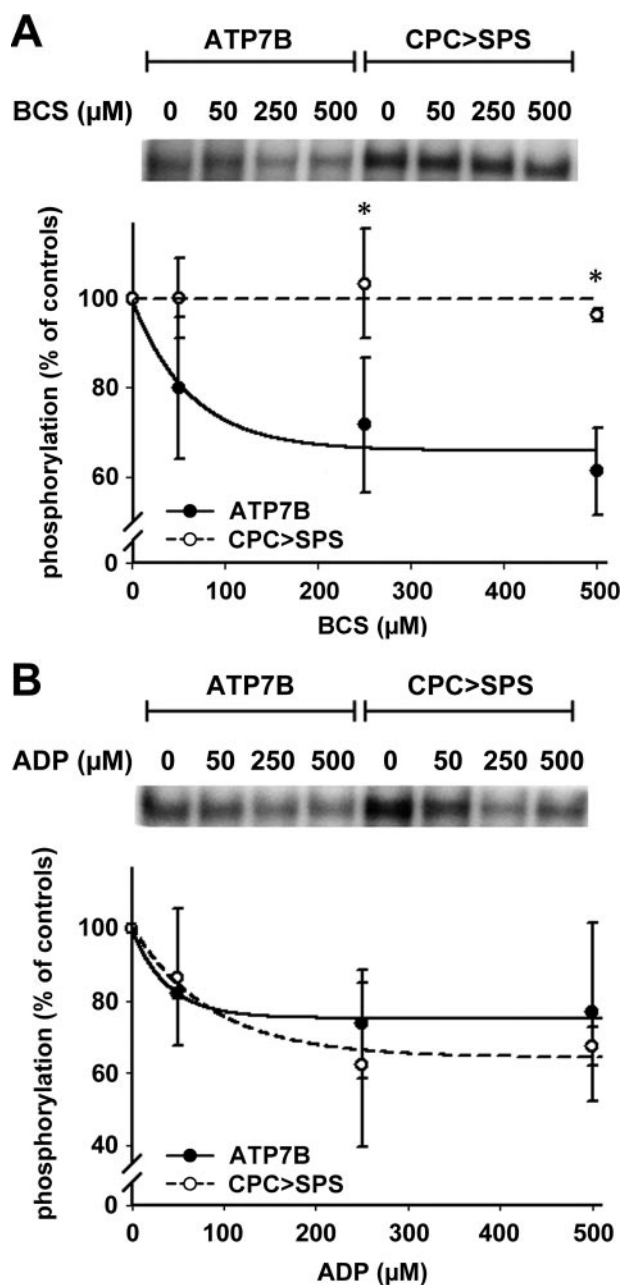 A
ATP7B CPC>SPS
BCS (µM) 0 50 250 500 0 50 250 500
phosphorylation (% of controls)
*
*
100
80
60
0
ATP7B
CPC>SPS
0 100 200 300 400 500
BCS (µM)
B
ATP7B CPC>SPS
ADP (µM) 0 50 250 500 0 50 250 500
phosphorylation (% of controls)
100
80
60
40
0
ATP7B
CPC>SPS
0 100 200 300 400 500
ADP (µM)